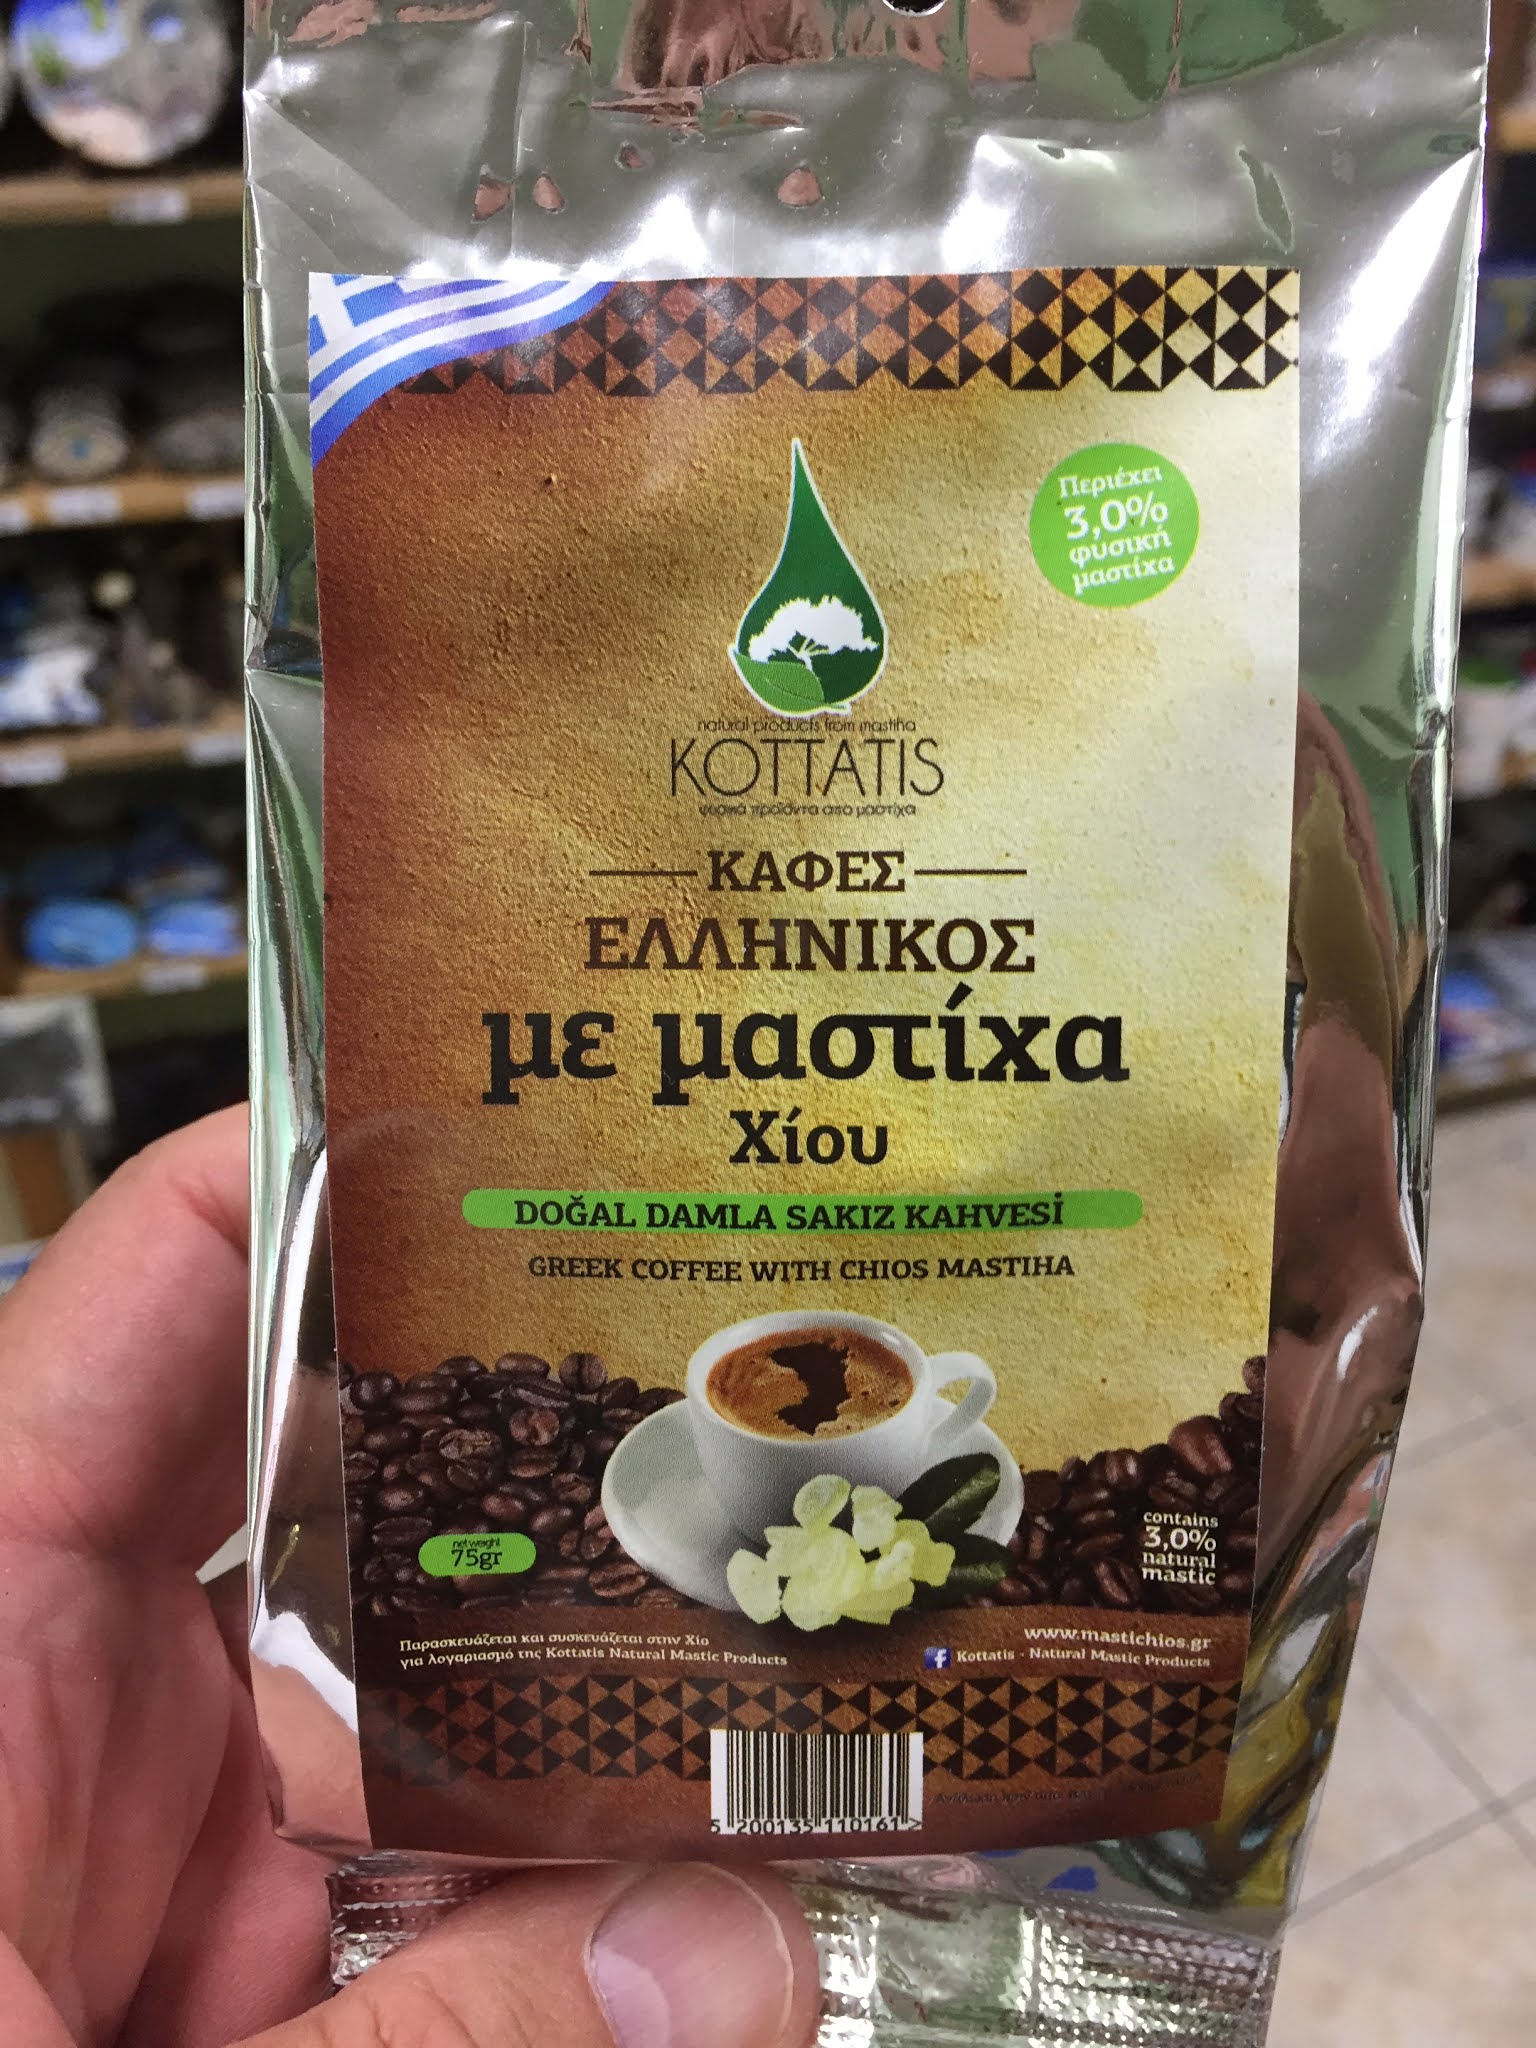 Περιέχει
3,0%
φυσική
μαστίχα
natural products from mastiha
KOTTATIS
φυσικά προϊόντα απο μαστίχα
ΚΑΦΕΣ
ΕΛΛΗΝΙΚΟΣ
με μαστίχα
Χίου
DOĞAL DAMLA SAKIZ KAHVESİ
GREEK COFFEE WITH CHIOS MASTIHA
net weight
75gr
contains
3,0%
natural
mastic
Παρασκευάζεται και συσκευάζεται στην Χίο
για λογαριασμό της Kottatis Natural Mastic Products
www.mastichios.gr
f Kottatis - Natural Mastic Products
5 200135 110161 >